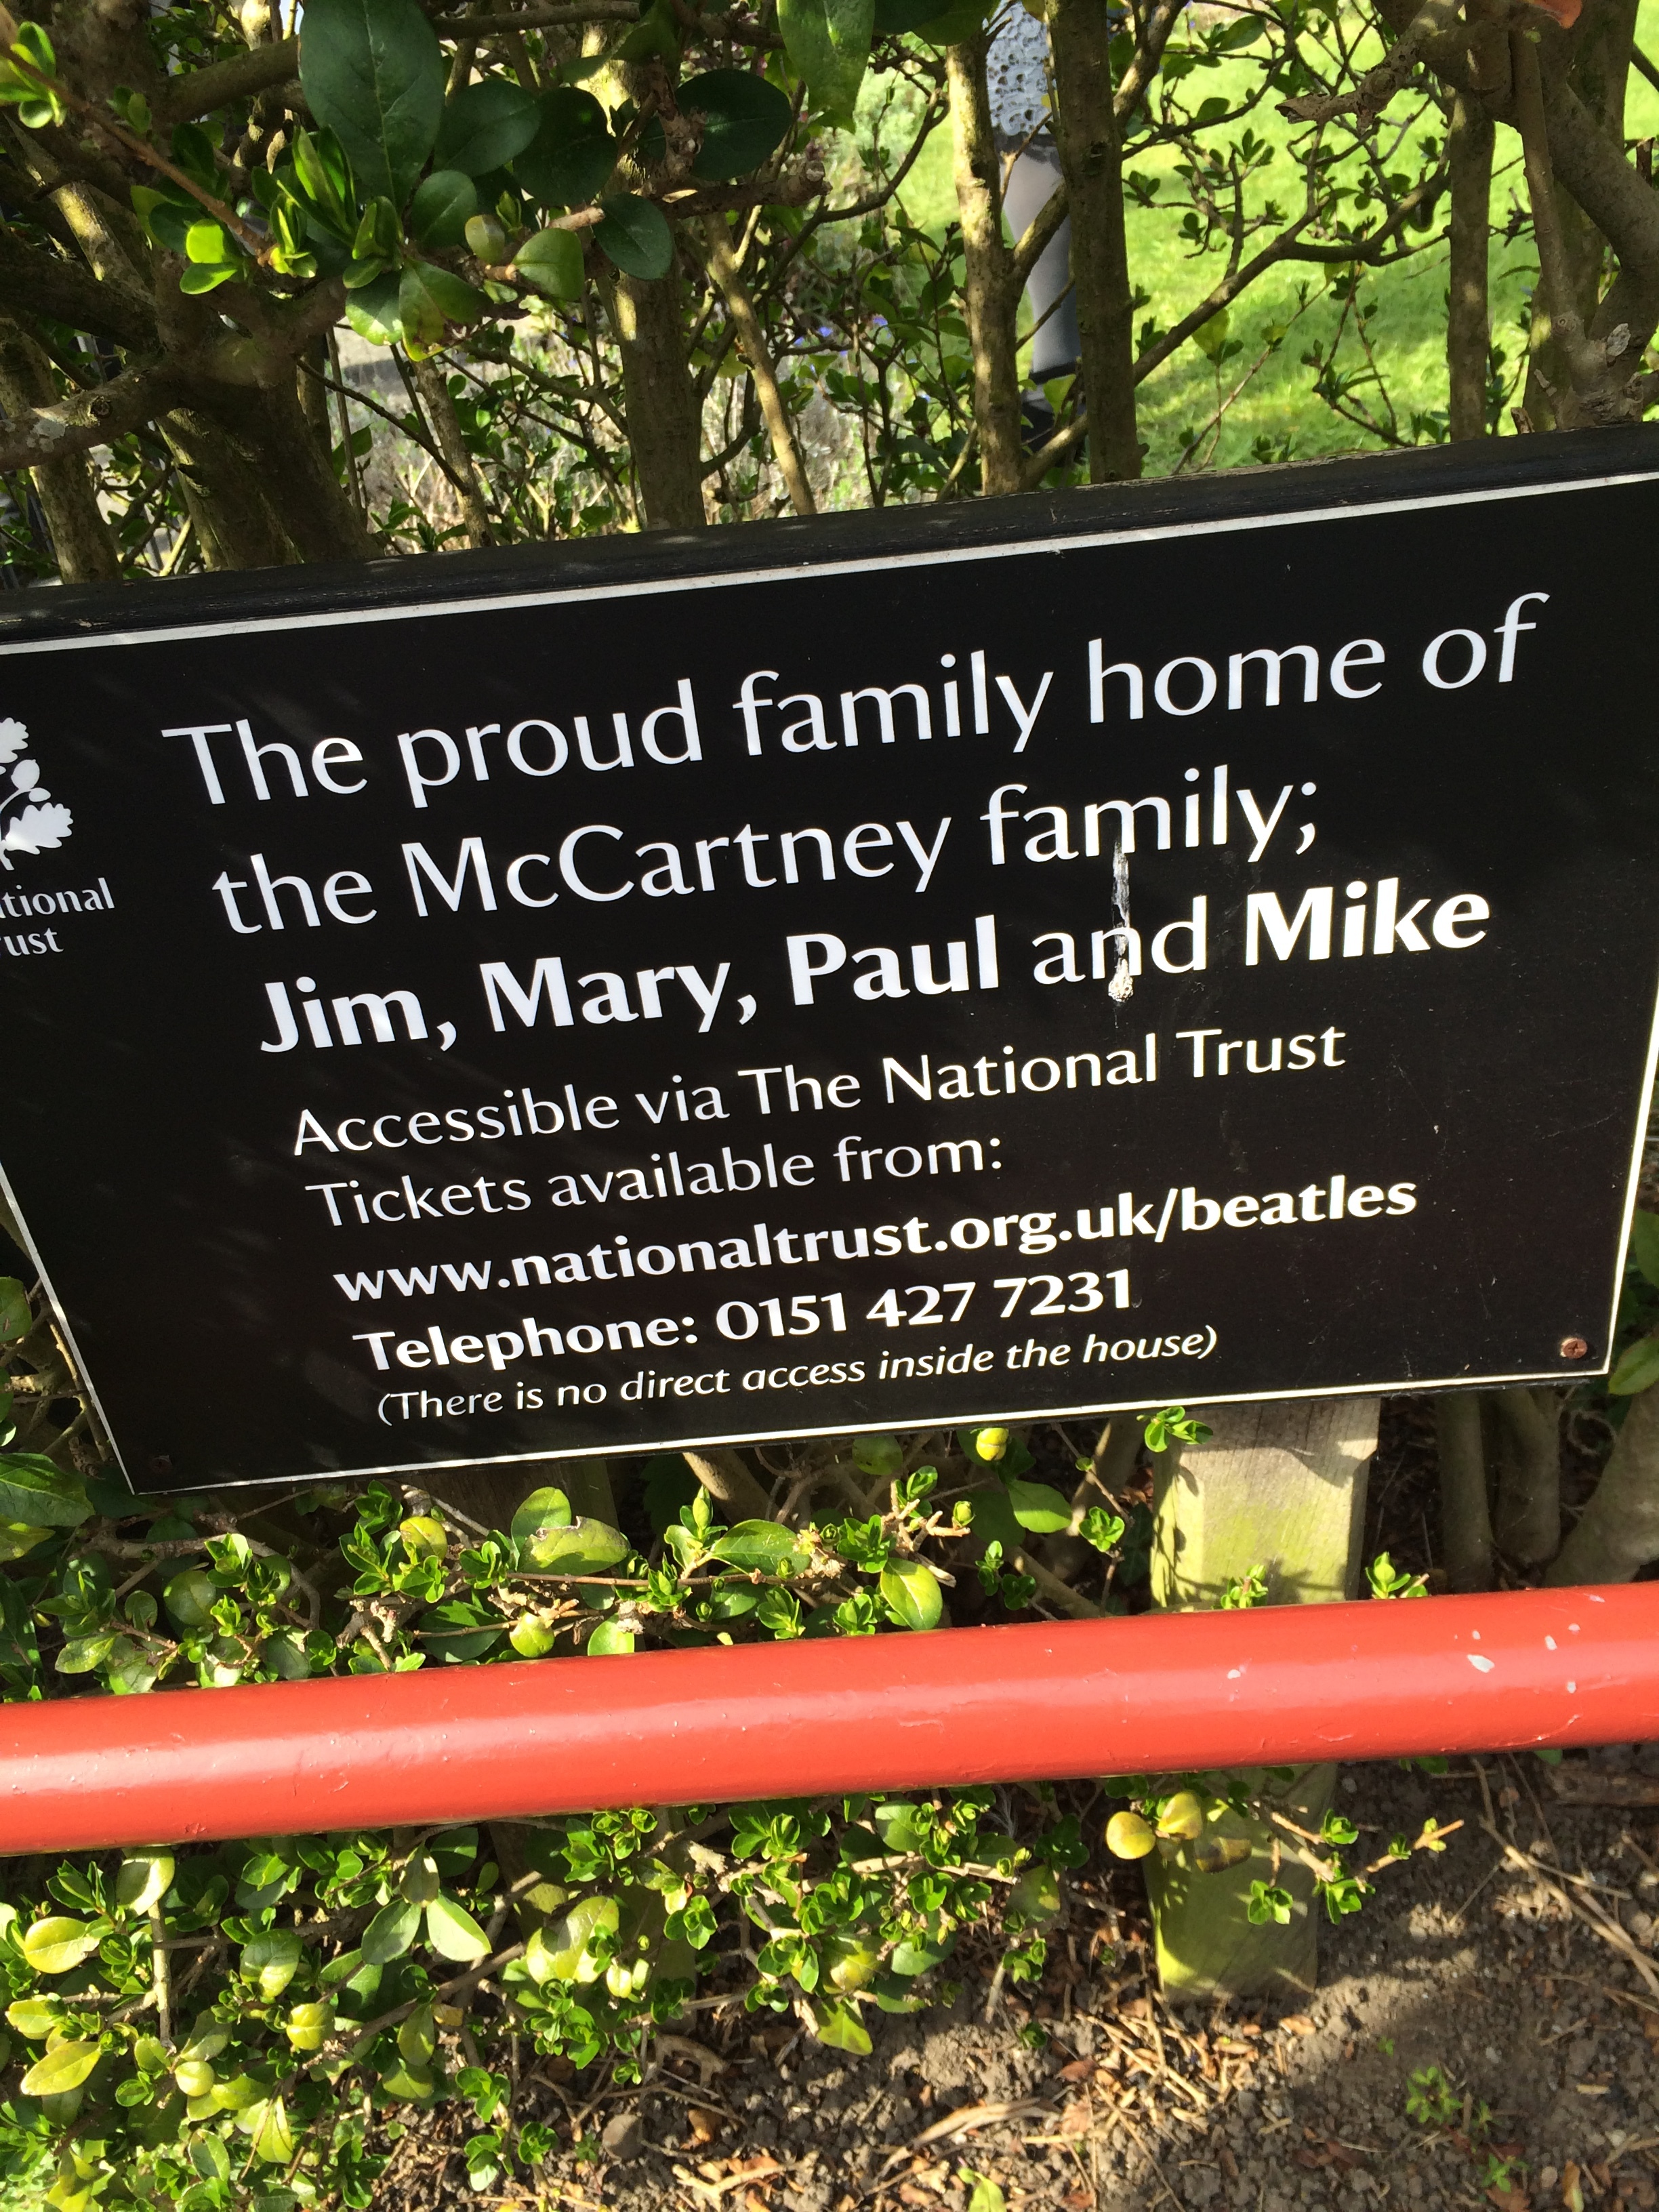 The proud family home of
the McCartney family;
Jim, Mary, Paul and Mike
Accessible via The National Trust
Tickets available from:
www.nationaltrust.org.uk/beatles
Telephone: 0151 427 7231
(There is no direct access inside the house)
tional
rust